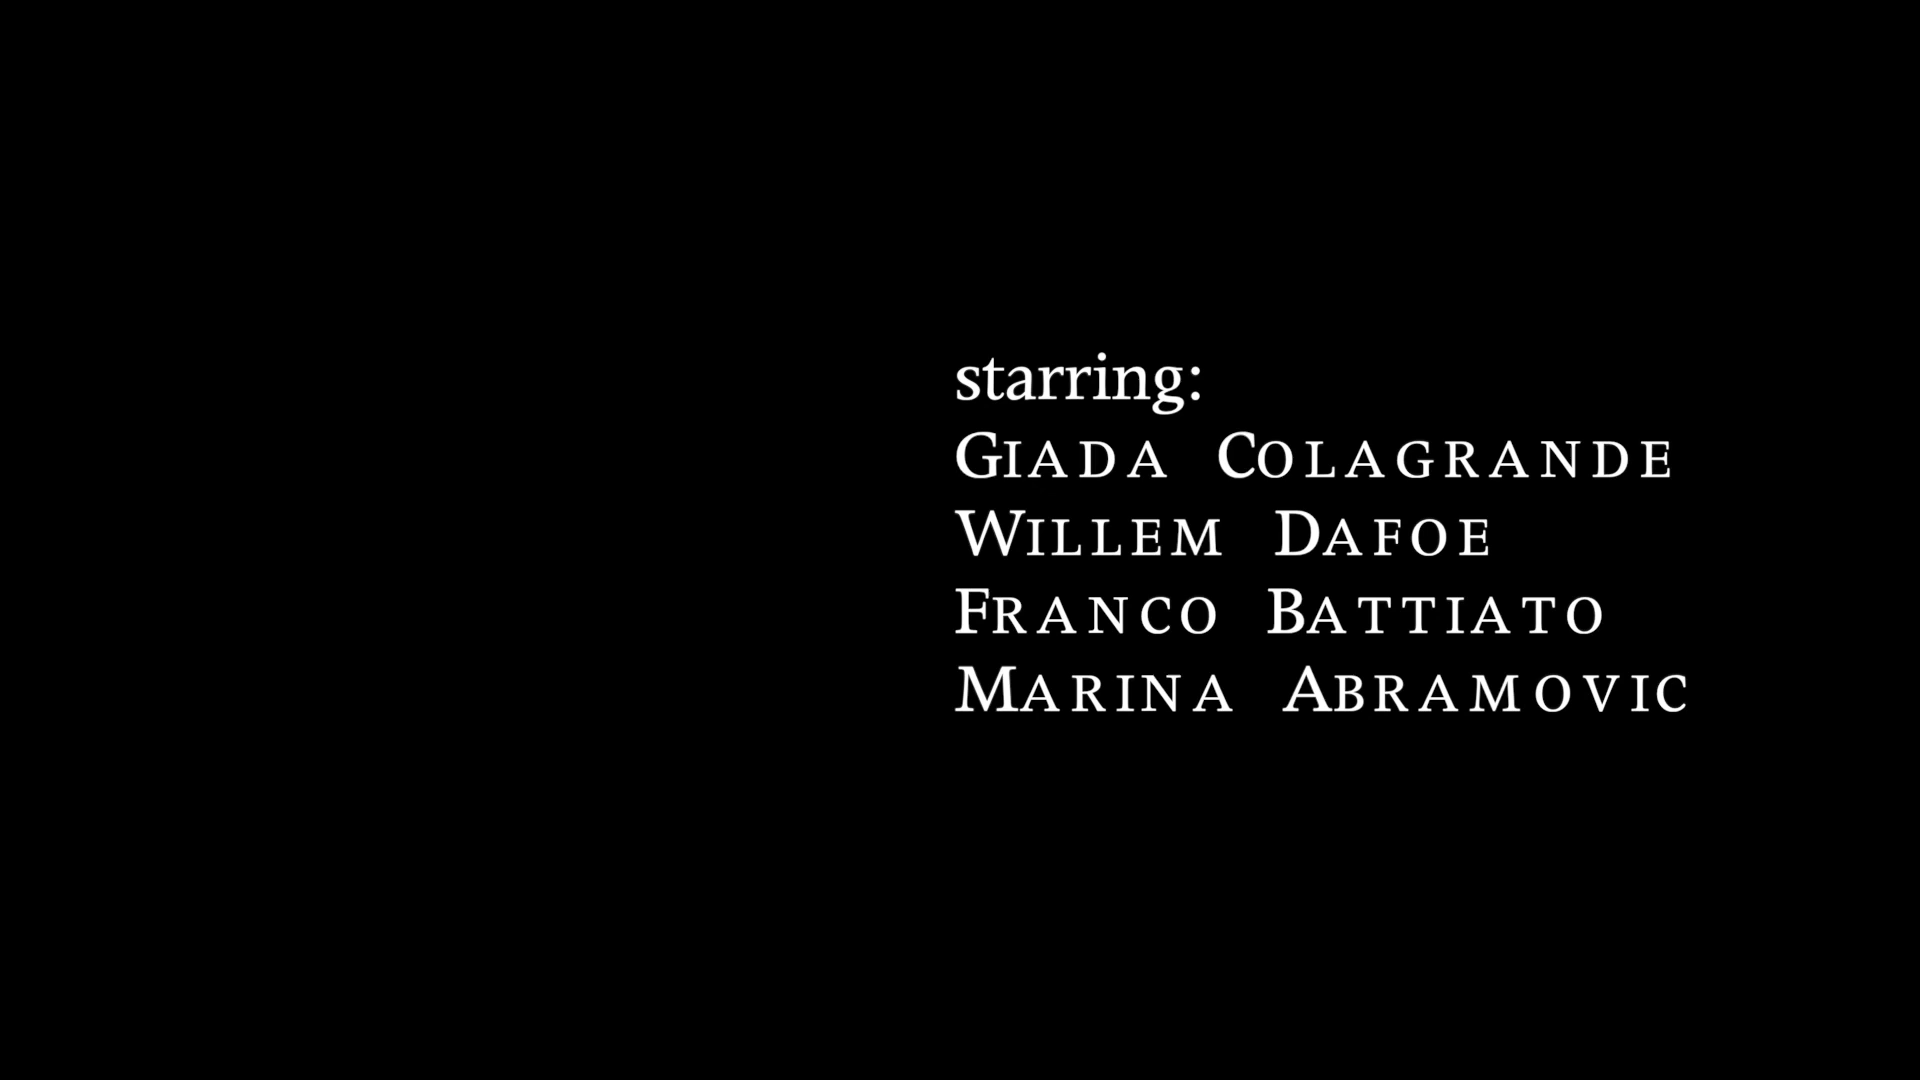 starring:
GIADA COLAGRANDE
WILLEM DAFOE
FRANCO BATTIATO
MARINA ABRAMOVIC